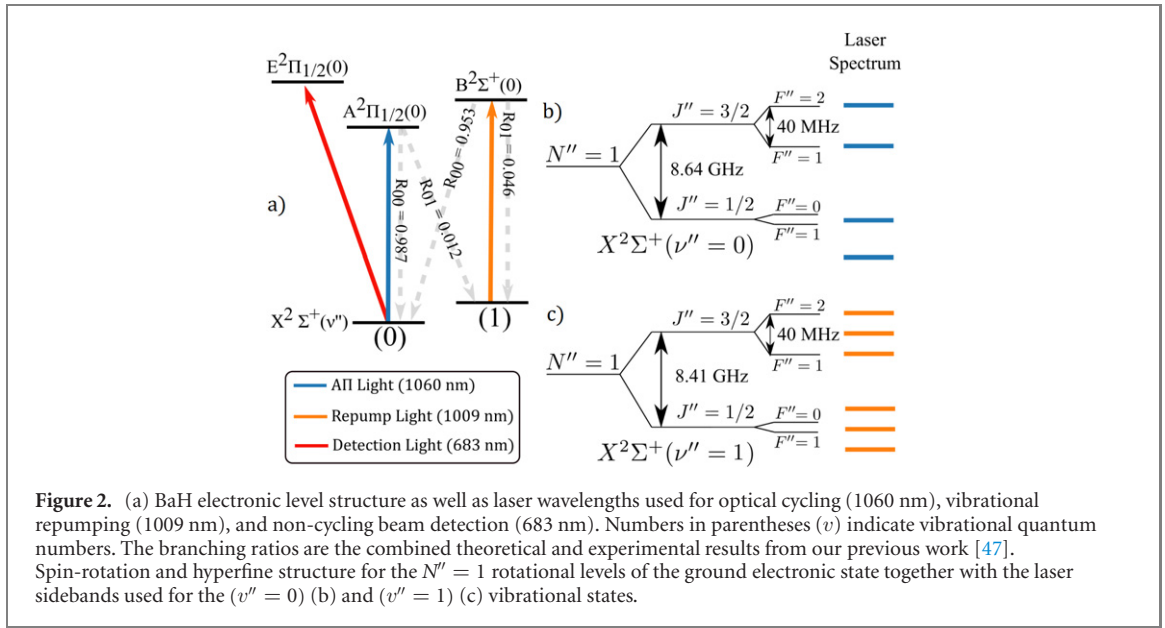 Laser
Spectrum
E²Π₁/₂(0)
A²Π₁/₂(0)
B²Σ⁺(0)
a)
R₀₀ = 0.987
R₀₁ = 0.012
R₀₀ = 0.953
R₀₁ = 0.046
X² Σ⁺(ν")
(0)
(1)
AΠ Light (1060 nm)
Repump Light (1009 nm)
Detection Light (683 nm)
b)
N″ = 1
J″ = 3/2
F″ = 2
40 MHz
F″ = 1
8.64 GHz
J″ = 1/2
F″= 0
F″= 1
X²Σ⁺(ν″ = 0)
c)
N″ = 1
J″ = 3/2
F″ = 2
40 MHz
F″ = 1
8.41 GHz
J″ = 1/2
F″= 0
F″= 1
X²Σ⁺(ν″ = 1)
Figure 2. (a) BaH electronic level structure as well as laser wavelengths used for optical cycling (1060 nm), vibrational
repumping (1009 nm), and non-cycling beam detection (683 nm). Numbers in parentheses (v) indicate vibrational quantum
numbers. The branching ratios are the combined theoretical and experimental results from our previous work [47].
Spin-rotation and hyperfine structure for the N″ = 1 rotational levels of the ground electronic state together with the laser
sidebands used for the (v″ = 0) (b) and (v″ = 1) (c) vibrational states.